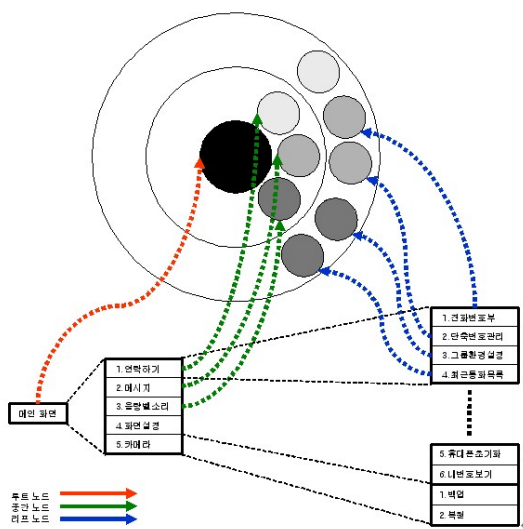 1.전화번호부
2.단축번호관리
3.그룹환경설정
4.최근통화목록
1.연락하기
2.메시지
3.음량벨소리
4.화면설정
5.카메라
메인 화면
5.휴대폰초기화
6.내번호보기
1.백업
2.복원
루트 노드
중간 노드
리프 노드